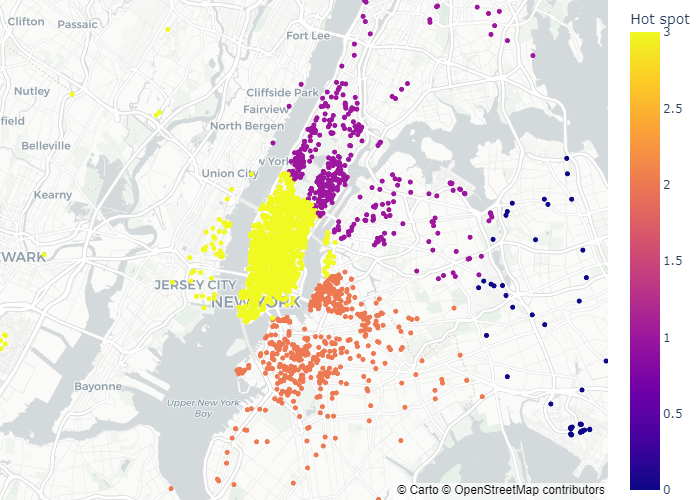 Hot spot
Clifton
Passaic
Fort Lee
Nutley
Cliffside Park
Fairview
North Bergen
field
Belleville
w York
Union City
Kearny
WARK
JERSEY CITY
NEW YORK
Bayonne
Upper New York
Bay
3
2.5
2
1.5
1
0.5
0
© Carto © OpenStreetMap contributors